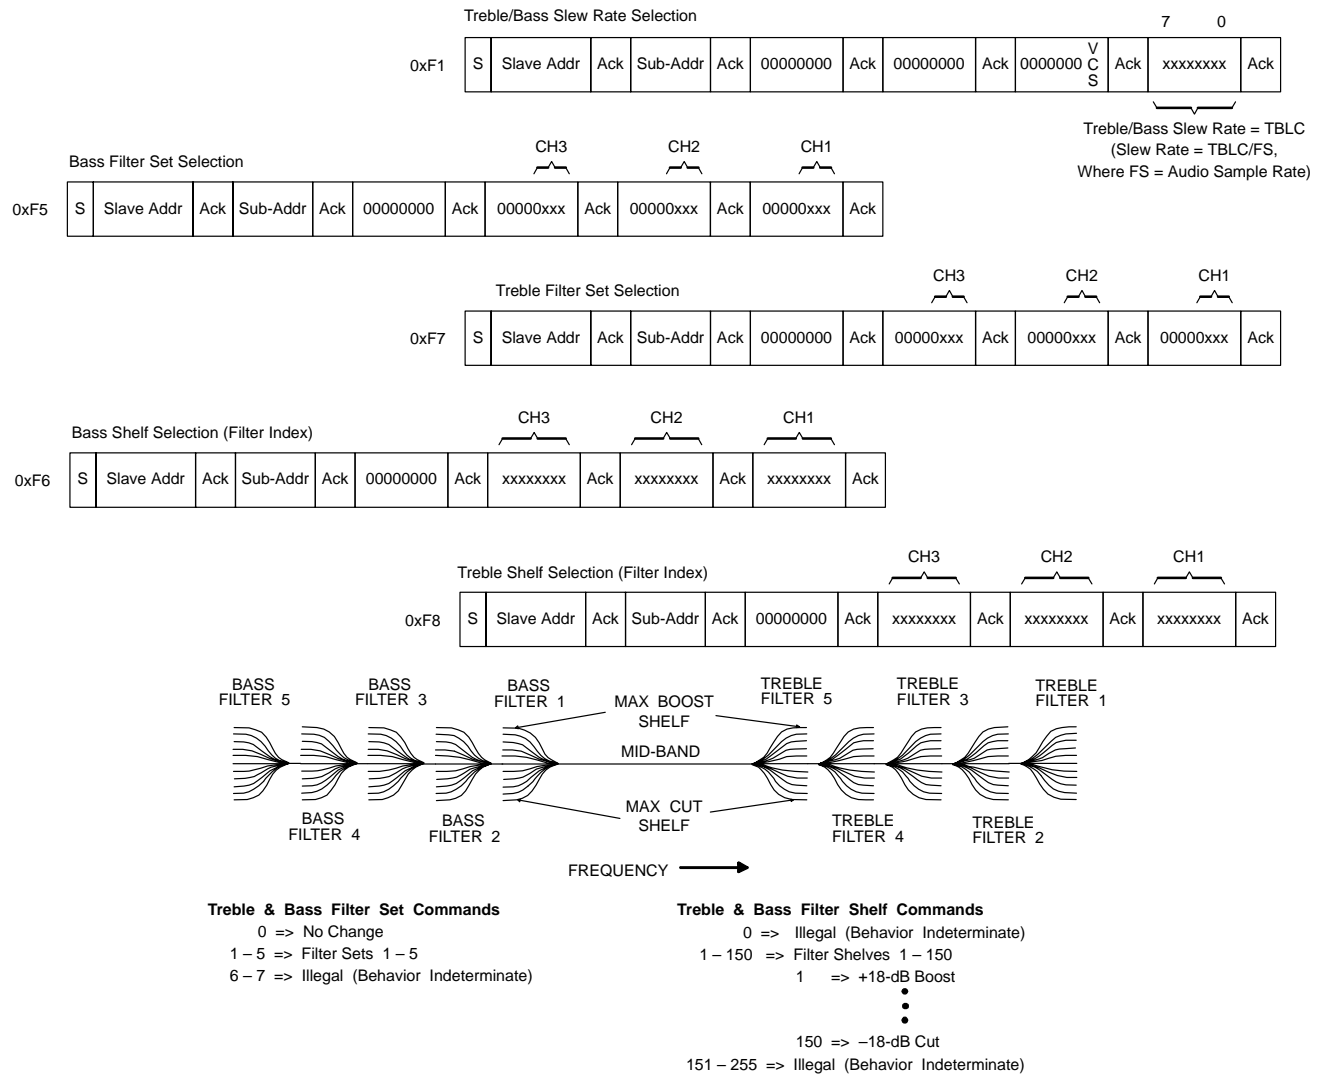 Treble/Bass Slew Rate Selection
7 0
0xF1 S Slave Addr Ack Sub-Addr Ack 00000000 Ack 00000000 Ack 0000000 VCS Ack xxxxxxxx Ack
Treble/Bass Slew Rate = TBLC
(Slew Rate = TBLC/FS,
Where FS = Audio Sample Rate)
Bass Filter Set Selection
CH3 CH2 CH1
0xF5 S Slave Addr Ack Sub-Addr Ack 00000000 Ack 00000xxx Ack 00000xxx Ack 00000xxx Ack
Treble Filter Set Selection
CH3 CH2 CH1
0xF7 S Slave Addr Ack Sub-Addr Ack 00000000 Ack 00000xxx Ack 00000xxx Ack 00000xxx Ack
Bass Shelf Selection (Filter Index)
CH3 CH2 CH1
0xF6 S Slave Addr Ack Sub-Addr Ack 00000000 Ack xxxxxxxx Ack xxxxxxxx Ack xxxxxxxx Ack
Treble Shelf Selection (Filter Index)
CH3 CH2 CH1
0xF8 S Slave Addr Ack Sub-Addr Ack 00000000 Ack xxxxxxxx Ack xxxxxxxx Ack xxxxxxxx Ack
BASS FILTER 5
BASS FILTER 3
BASS FILTER 1
MAX BOOST
SHELF
TREBLE FILTER 5
TREBLE FILTER 3
TREBLE FILTER 1
MID-BAND
BASS FILTER 4
BASS FILTER 2
MAX CUT
SHELF
TREBLE FILTER 4
TREBLE FILTER 2
FREQUENCY
Treble & Bass Filter Set Commands
0 => No Change
1 – 5 => Filter Sets 1 – 5
6 – 7 => Illegal (Behavior Indeterminate)
Treble & Bass Filter Shelf Commands
0 => Illegal (Behavior Indeterminate)
1 – 150 => Filter Shelves 1 – 150
1 => +18-dB Boost
150 => –18-dB Cut
151 – 255 => Illegal (Behavior Indeterminate)